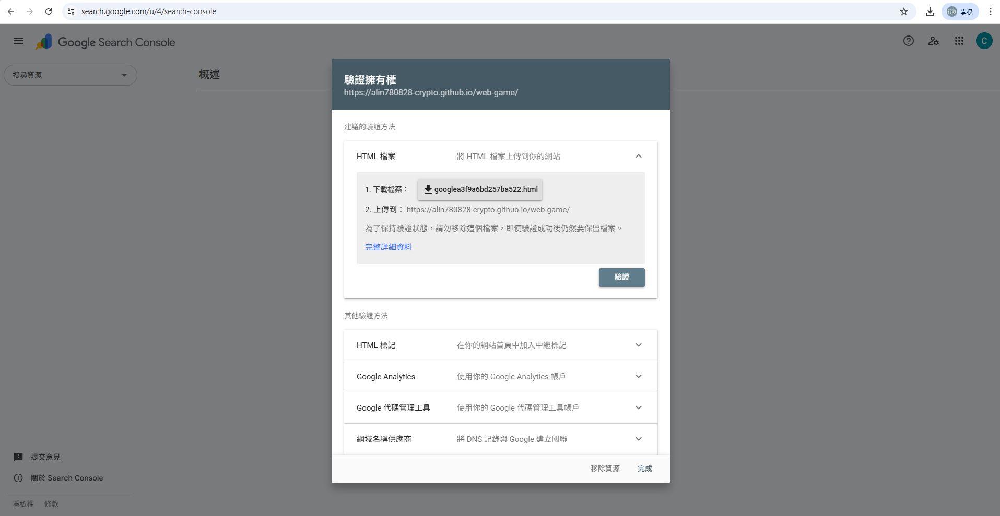 search.google.com/u/4/search-console
行政 學校
Google Search Console
C
搜尋資源
概述
驗證擁有權
https://alin780828-crypto.github.io/web-game/
建議的驗證方法
HTML 檔案 將 HTML 檔案上傳到你的網站
1. 下載檔案： googlea3f9a6bd257ba522.html
2. 上傳到： https://alin780828-crypto.github.io/web-game/
為了保持驗證狀態，請勿移除這個檔案，即使驗證成功後仍然要保留檔案。
完整詳細資料
驗證
其他驗證方法
HTML 標記 在你的網站首頁中加入中繼標記
Google Analytics 使用你的 Google Analytics 帳戶
Google 代碼管理工具 使用你的 Google 代碼管理工具帳戶
網域名稱供應商 將 DNS 記錄與 Google 建立關聯
移除資源 完成
提交意見
關於 Search Console
隱私權 條款